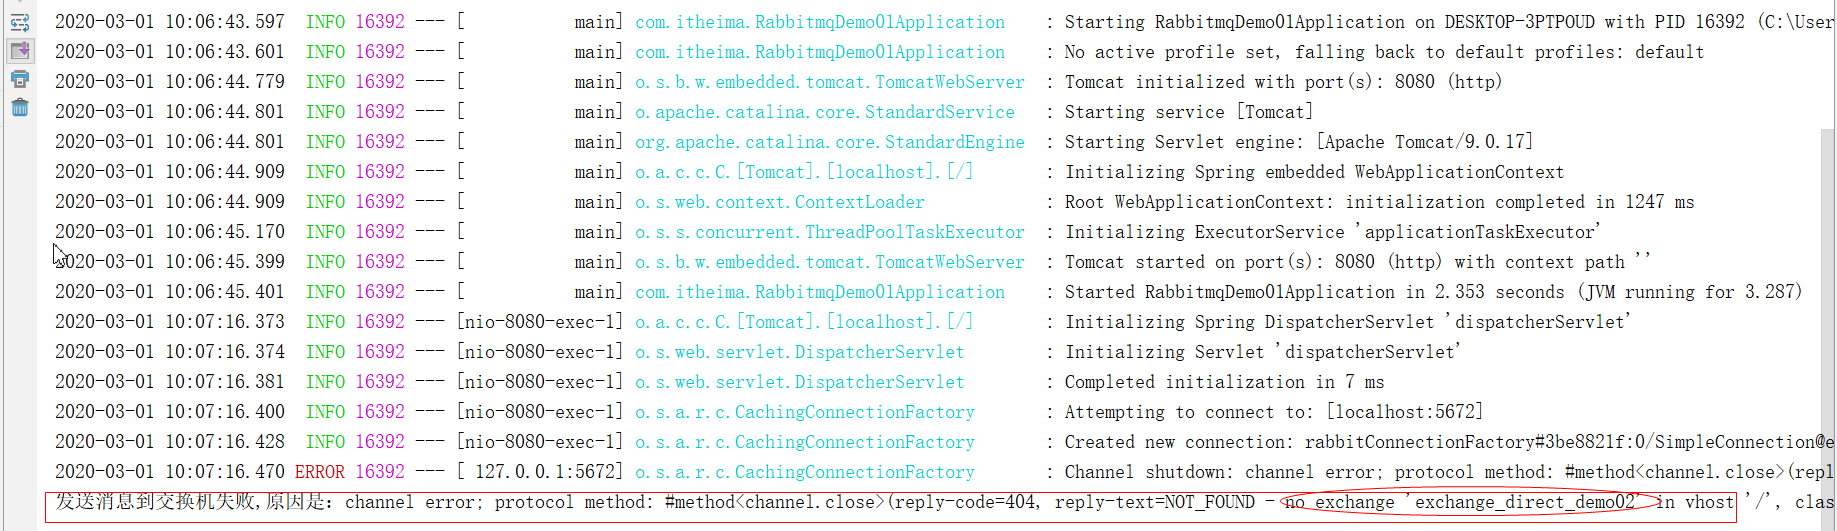 2020-03-01 10:06:43.597  INFO 16392 --- [           main] com.itheima.RabbitmqDemo01Application    : Starting RabbitmqDemo01Application on DESKTOP-3PTPOUD with PID 16392 (C:\User
2020-03-01 10:06:43.601  INFO 16392 --- [           main] com.itheima.RabbitmqDemo01Application    : No active profile set, falling back to default profiles: default
2020-03-01 10:06:44.779  INFO 16392 --- [           main] o.s.b.w.embedded.tomcat.TomcatWebServer  : Tomcat initialized with port(s): 8080 (http)
2020-03-01 10:06:44.801  INFO 16392 --- [           main] o.apache.catalina.core.StandardService   : Starting service [Tomcat]
2020-03-01 10:06:44.801  INFO 16392 --- [           main] org.apache.catalina.core.StandardEngine  : Starting Servlet engine: [Apache Tomcat/9.0.17]
2020-03-01 10:06:44.909  INFO 16392 --- [           main] o.a.c.c.C.[Tomcat].[localhost].[/]       : Initializing Spring embedded WebApplicationContext
2020-03-01 10:06:44.909  INFO 16392 --- [           main] o.s.web.context.ContextLoader            : Root WebApplicationContext: initialization completed in 1247 ms
2020-03-01 10:06:45.170  INFO 16392 --- [           main] o.s.s.concurrent.ThreadPoolTaskExecutor  : Initializing ExecutorService 'applicationTaskExecutor'
2020-03-01 10:06:45.399  INFO 16392 --- [           main] o.s.b.w.embedded.tomcat.TomcatWebServer  : Tomcat started on port(s): 8080 (http) with context path ''
2020-03-01 10:06:45.401  INFO 16392 --- [           main] com.itheima.RabbitmqDemo01Application    : Started RabbitmqDemo01Application in 2.353 seconds (JVM running for 3.287)
2020-03-01 10:07:16.373  INFO 16392 --- [nio-8080-exec-1] o.a.c.c.C.[Tomcat].[localhost].[/]       : Initializing Spring DispatcherServlet 'dispatcherServlet'
2020-03-01 10:07:16.374  INFO 16392 --- [nio-8080-exec-1] o.s.web.servlet.DispatcherServlet        : Initializing Servlet 'dispatcherServlet'
2020-03-01 10:07:16.381  INFO 16392 --- [nio-8080-exec-1] o.s.web.servlet.DispatcherServlet        : Completed initialization in 7 ms
2020-03-01 10:07:16.400  INFO 16392 --- [nio-8080-exec-1] o.s.a.r.c.CachingConnectionFactory       : Attempting to connect to: [localhost:5672]
2020-03-01 10:07:16.428  INFO 16392 --- [nio-8080-exec-1] o.s.a.r.c.CachingConnectionFactory       : Created new connection: rabbitConnectionFactory#3be8821f:0/SimpleConnection@e
2020-03-01 10:07:16.470 ERROR 16392 --- [ 127.0.0.1:5672] o.s.a.r.c.CachingConnectionFactory       : Channel shutdown: channel error; protocol method: #method<channel.close>(repl
发送消息到交换机失败,原因是: channel error; protocol method: #method<channel.close>(reply-code=404, reply-text=NOT_FOUND - no exchange 'exchange_direct_demo02' in vhost '/', clas